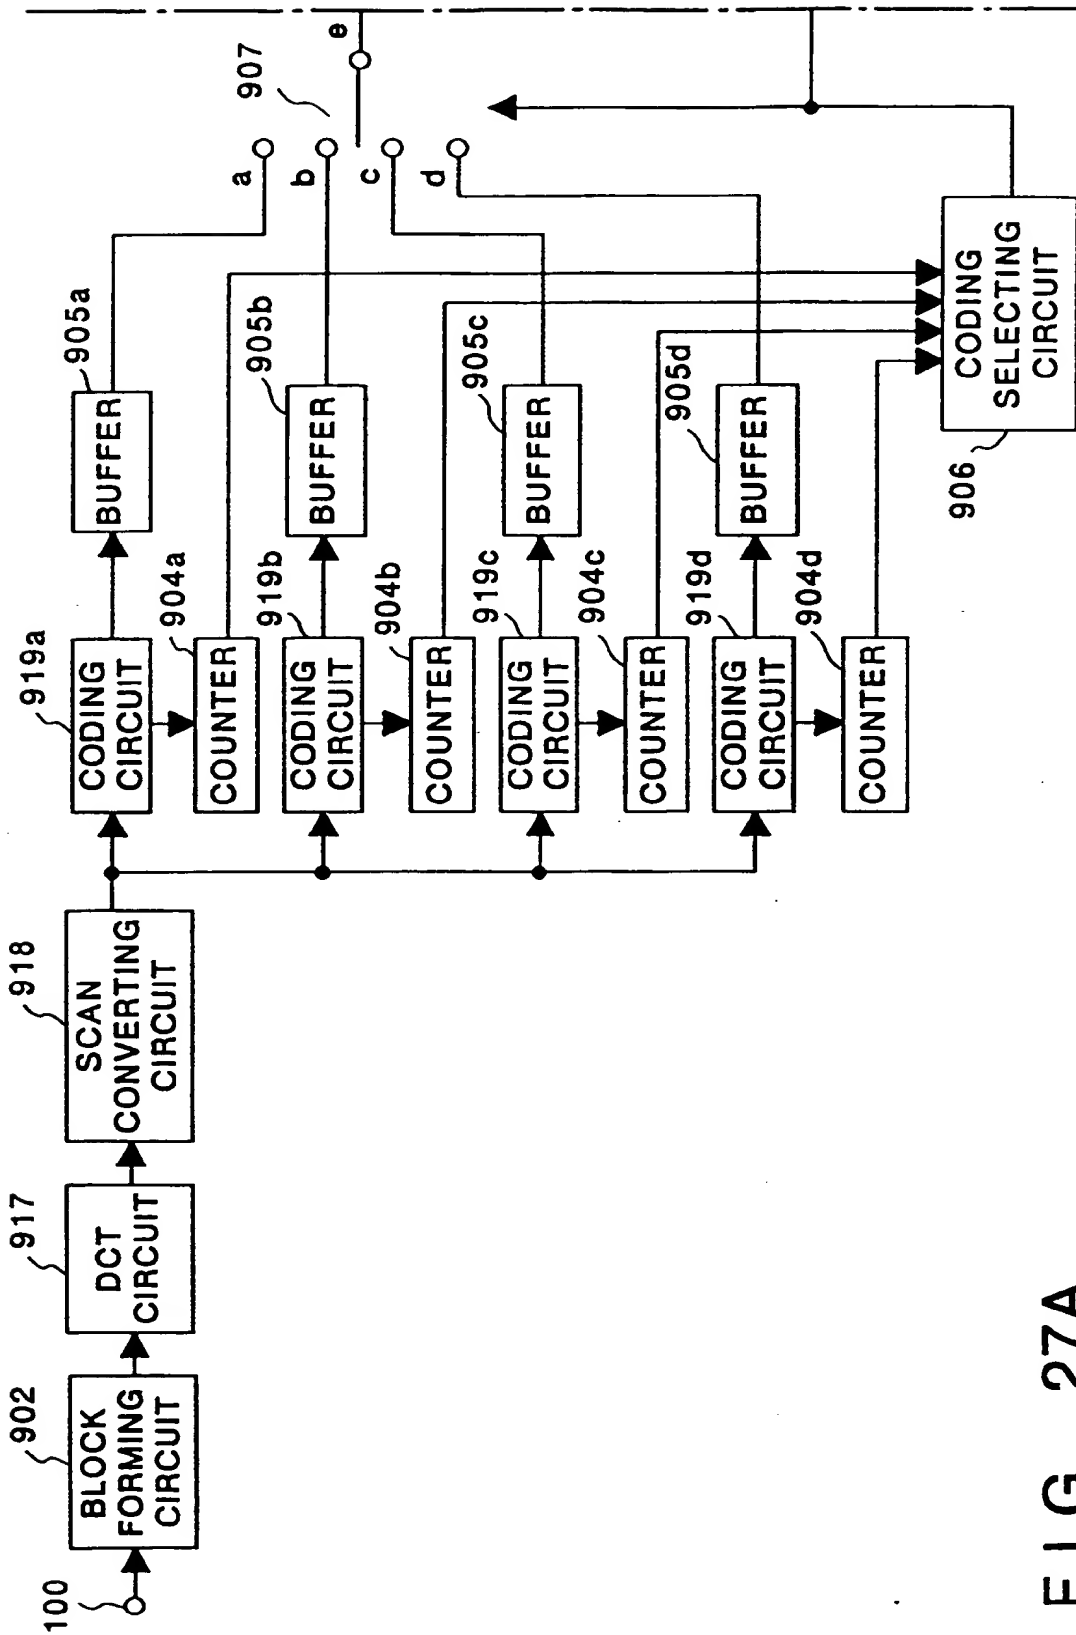 100
902
BLOCK
FORMING
CIRCUIT
917
DCT
CIRCUIT
918
SCAN
CONVERTING
CIRCUIT
919a
CODING
CIRCUIT
904a
COUNTER
905a
BUFFER
919b
CODING
CIRCUIT
904b
COUNTER
905b
BUFFER
919c
CODING
CIRCUIT
904c
COUNTER
905c
BUFFER
919d
CODING
CIRCUIT
904d
COUNTER
905d
BUFFER
a
b
c
d
e
907
906
CODING
SELECTING
CIRCUIT
FIG 27A